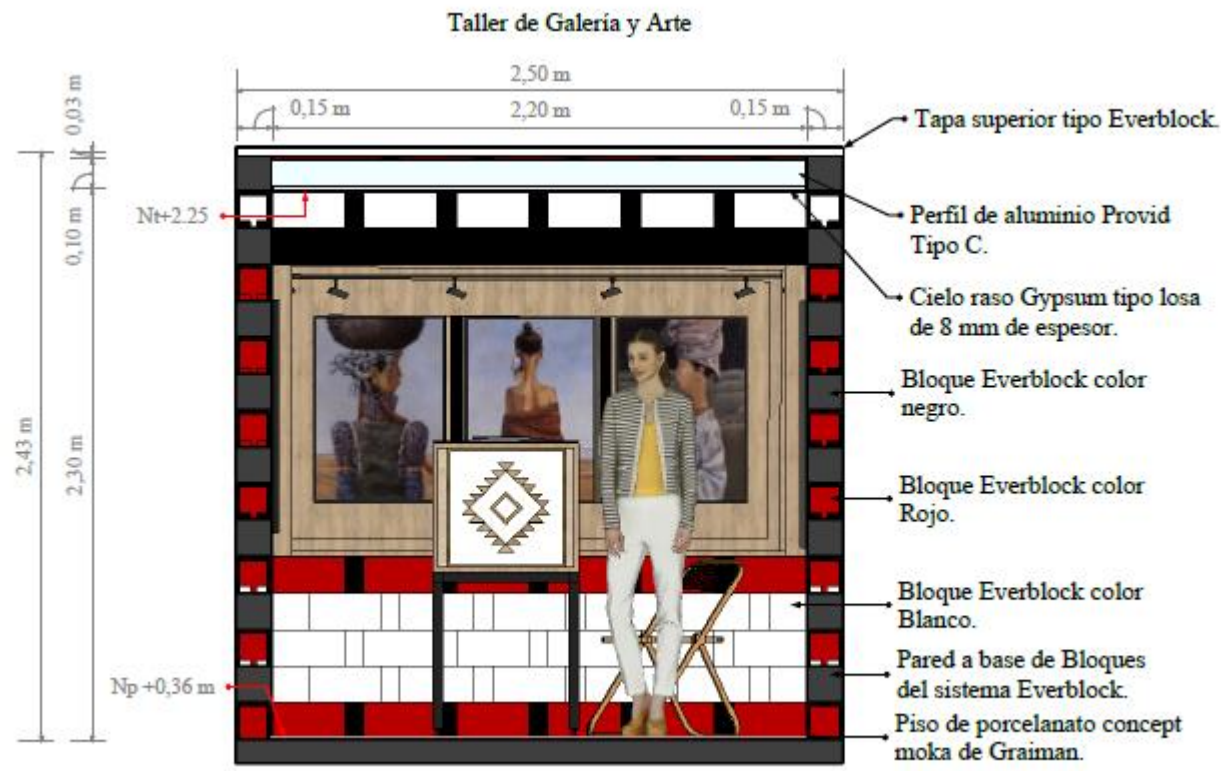 Taller de Galería y Arte
2,50 m
0,15 m
2,20 m
0,15 m
0,03 m
0,10 m
2,43 m
2,30 m
Nt+2.25
Np +0,36 m
Tapa superior tipo Everblock.
Perfil de aluminio Provid
Tipo C.
Cielo raso Gypsum tipo losa
de 8 mm de espesor.
Bloque Everblock color
negro.
Bloque Everblock color
Rojo.
Bloque Everblock color
Blanco.
Pared a base de Bloques
del sistema Everblock.
Piso de porcelanato concept
moka de Graiman.